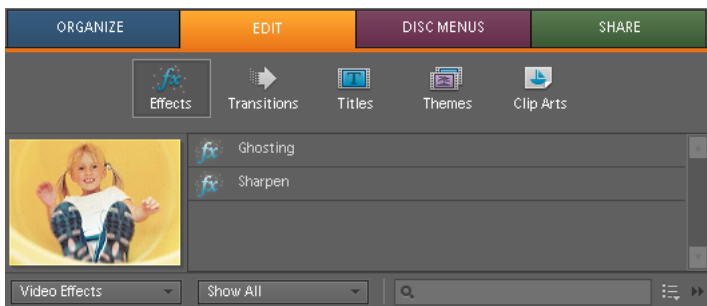 ORGANIZE EDIT DISC MENUS SHARE
Effects Transitions Titles Themes Clip Arts
Ghosting
Sharpen
Video Effects Show All